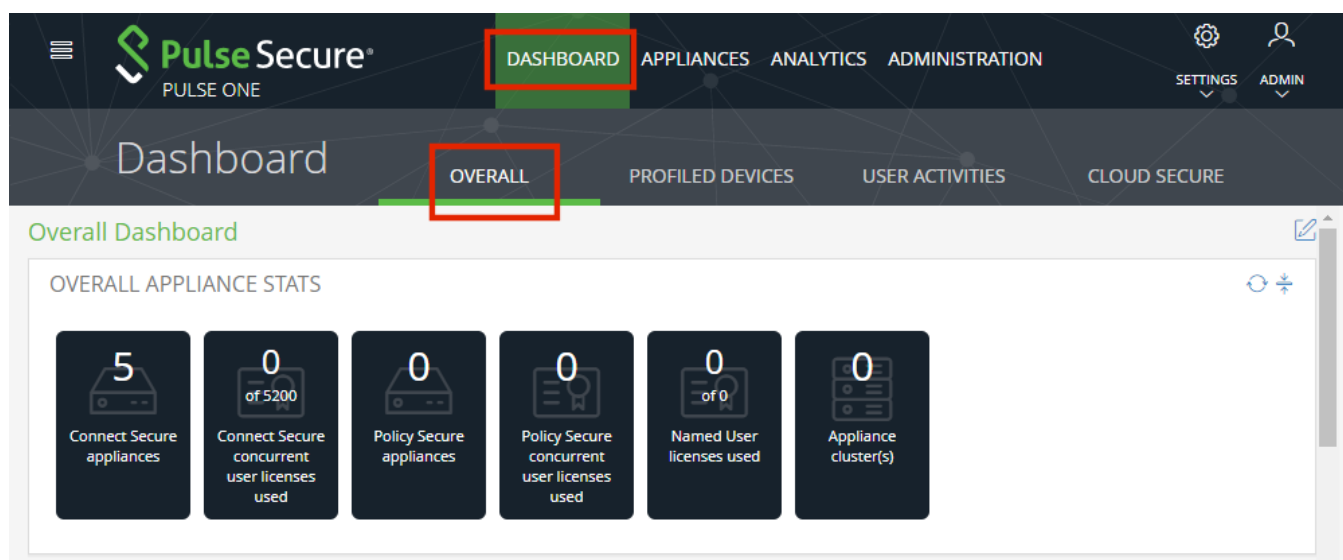 Pulse Secure®
PULSE ONE
DASHBOARD APPLIANCES ANALYTICS ADMINISTRATION
SETTINGS ADMIN
Dashboard
OVERALL PROFILED DEVICES USER ACTIVITIES CLOUD SECURE
Overall Dashboard
OVERALL APPLIANCE STATS
5
Connect Secure
appliances
0
of 5200
Connect Secure
concurrent
user licenses
used
0
Policy Secure
appliances
0
Policy Secure
concurrent
user licenses
used
0
of 0
Named User
licenses used
0
Appliance
cluster(s)